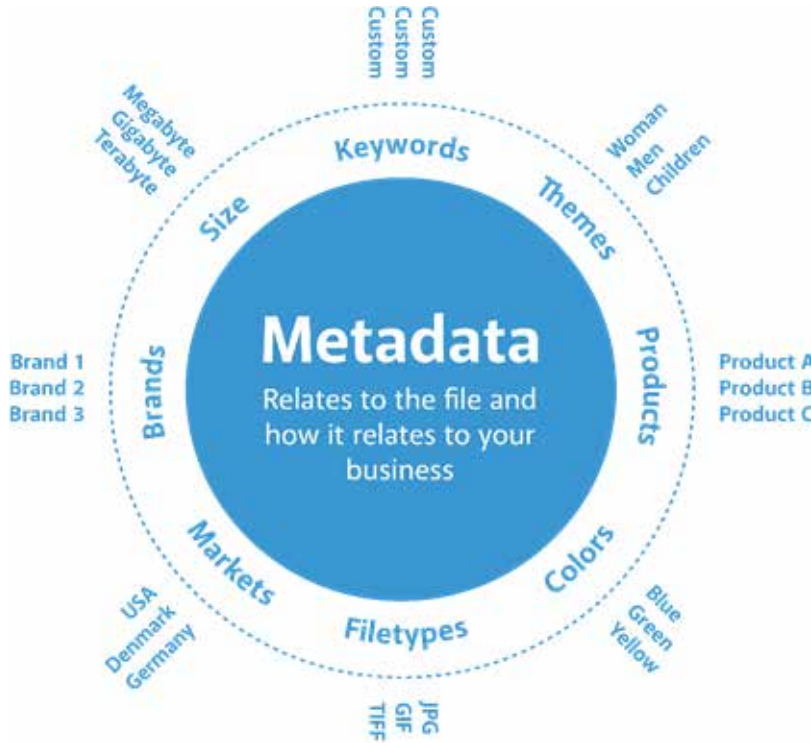 Metadata
Relates to the file and
how it relates to your
business
Keywords
Custom
Custom
Custom
Themes
Woman
Men
Children
Products
Product A
Product B
Product C
Colors
Blue
Green
Yellow
Filetypes
JPG
GIF
TIFF
Markets
USA
Denmark
Germany
Brands
Brand 1
Brand 2
Brand 3
Size
Megabyte
Gigabyte
Terabyte